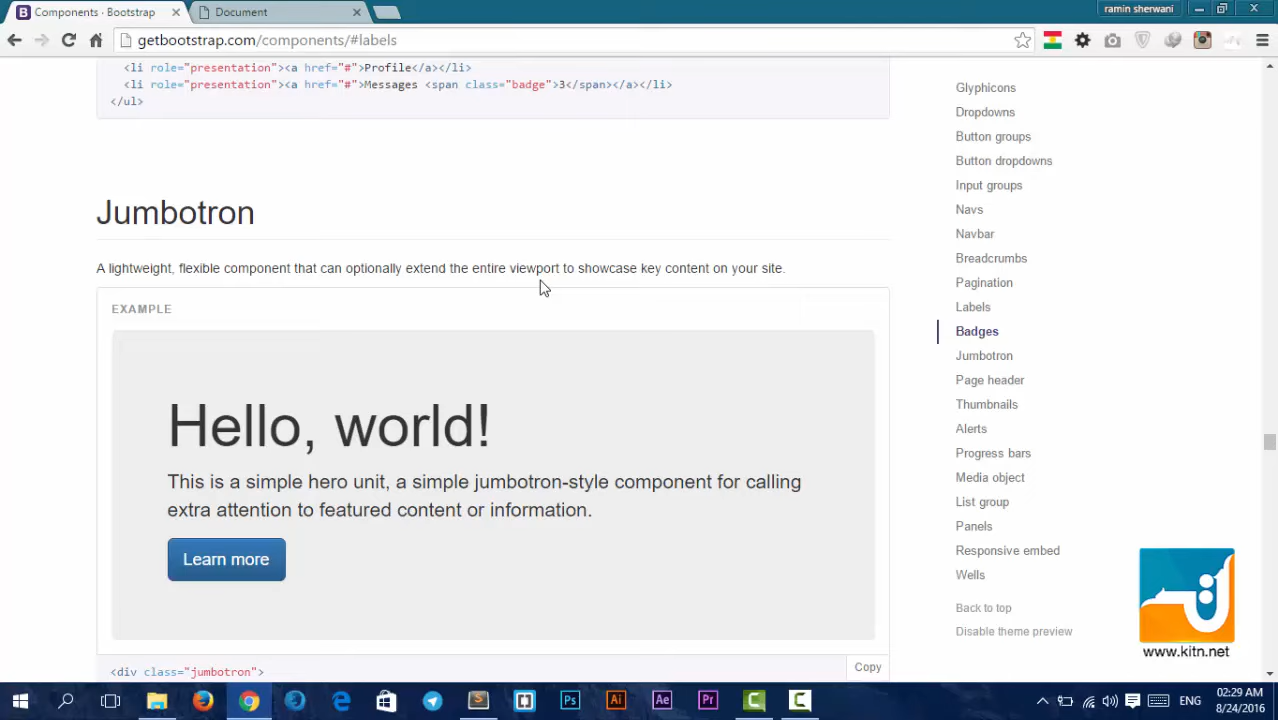 Components · Bootstrap
Document
ramin sherwani
getbootstrap.com/components/#labels
<li role="presentation"><a href="#">Profile</a></li>
<li role="presentation"><a href="#">Messages <span class="badge">3</span></a></li>
</ul>
Jumbotron
A lightweight, flexible component that can optionally extend the entire viewport to showcase key content on your site.
EXAMPLE
Hello, world!
This is a simple hero unit, a simple jumbotron-style component for calling
extra attention to featured content or information.
Learn more
<div class="jumbotron">
Copy
Glyphicons
Dropdowns
Button groups
Button dropdowns
Input groups
Navs
Navbar
Breadcrumbs
Pagination
Labels
Badges
Jumbotron
Page header
Thumbnails
Alerts
Progress bars
Media object
List group
Panels
Responsive embed
Wells
Back to top
Disable theme preview
www.kitn.net
Ps
Ai
Ae
Pr
ENG
02:29 AM
8/24/2016